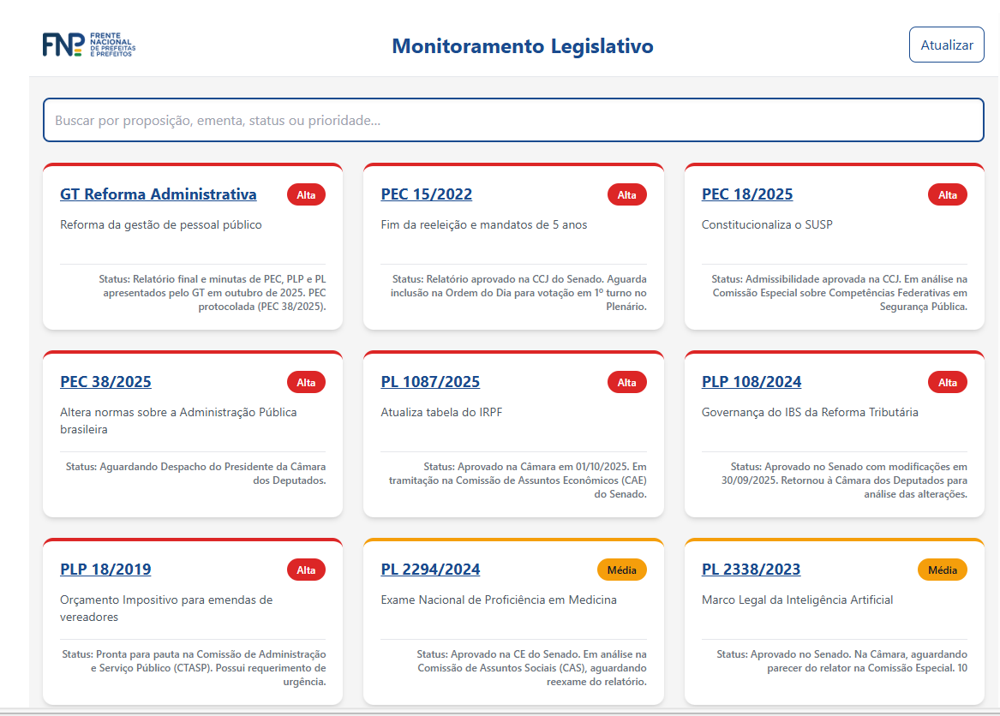 FNP
FRENTE
NACIONAL
DE PREFEITAS
E PREFEITOS
Monitoramento Legislativo
Atualizar
Buscar por proposição, ementa, status ou prioridade...
GT Reforma Administrativa
Alta
Reforma da gestão de pessoal público
Status: Relatório final e minutas de PEC, PLP e PL
apresentados pelo GT em outubro de 2025. PEC
protocolada (PEC 38/2025).
PEC 15/2022
Alta
Fim da reeleição e mandatos de 5 anos
Status: Relatório aprovado na CCJ do Senado. Aguarda
inclusão na Ordem do Dia para votação em 1º turno no
Plenário.
PEC 18/2025
Alta
Constitucionaliza o SUSP
Status: Admissibilidade aprovada na CCJ. Em análise na
Comissão Especial sobre Competências Federativas em
Segurança Pública.
PEC 38/2025
Alta
Altera normas sobre a Administração Pública
brasileira
Status: Aguardando Despacho do Presidente da Câmara
dos Deputados.
PL 1087/2025
Alta
Atualiza tabela do IRPF
Status: Aprovado na Câmara em 01/10/2025. Em
tramitação na Comissão de Assuntos Econômicos (CAE)
do Senado.
PLP 108/2024
Alta
Governança do IBS da Reforma Tributária
Status: Aprovado no Senado com modificações em
30/09/2025. Retornou à Câmara dos Deputados para
análise das alterações.
PLP 18/2019
Alta
Orçamento Impositivo para emendas de
vereadores
Status: Pronta para pauta na Comissão de Administração
e Serviço Público (CTASP). Possui requerimento de
urgência.
PL 2294/2024
Média
Exame Nacional de Proficiência em Medicina
Status: Aprovado na CE do Senado. Em análise na
Comissão de Assuntos Sociais (CAS), aguardando
reexame do relatório.
PL 2338/2023
Média
Marco Legal da Inteligência Artificial
Status: Aprovado no Senado. Na Câmara, aguardando
parecer do relator na Comissão Especial. 10